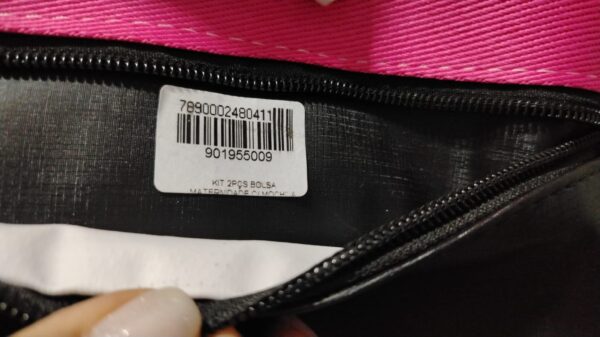 7890002480411
901955009
KIT 2PÇS BOLSA
MATERNIDADE C/MOCHILA